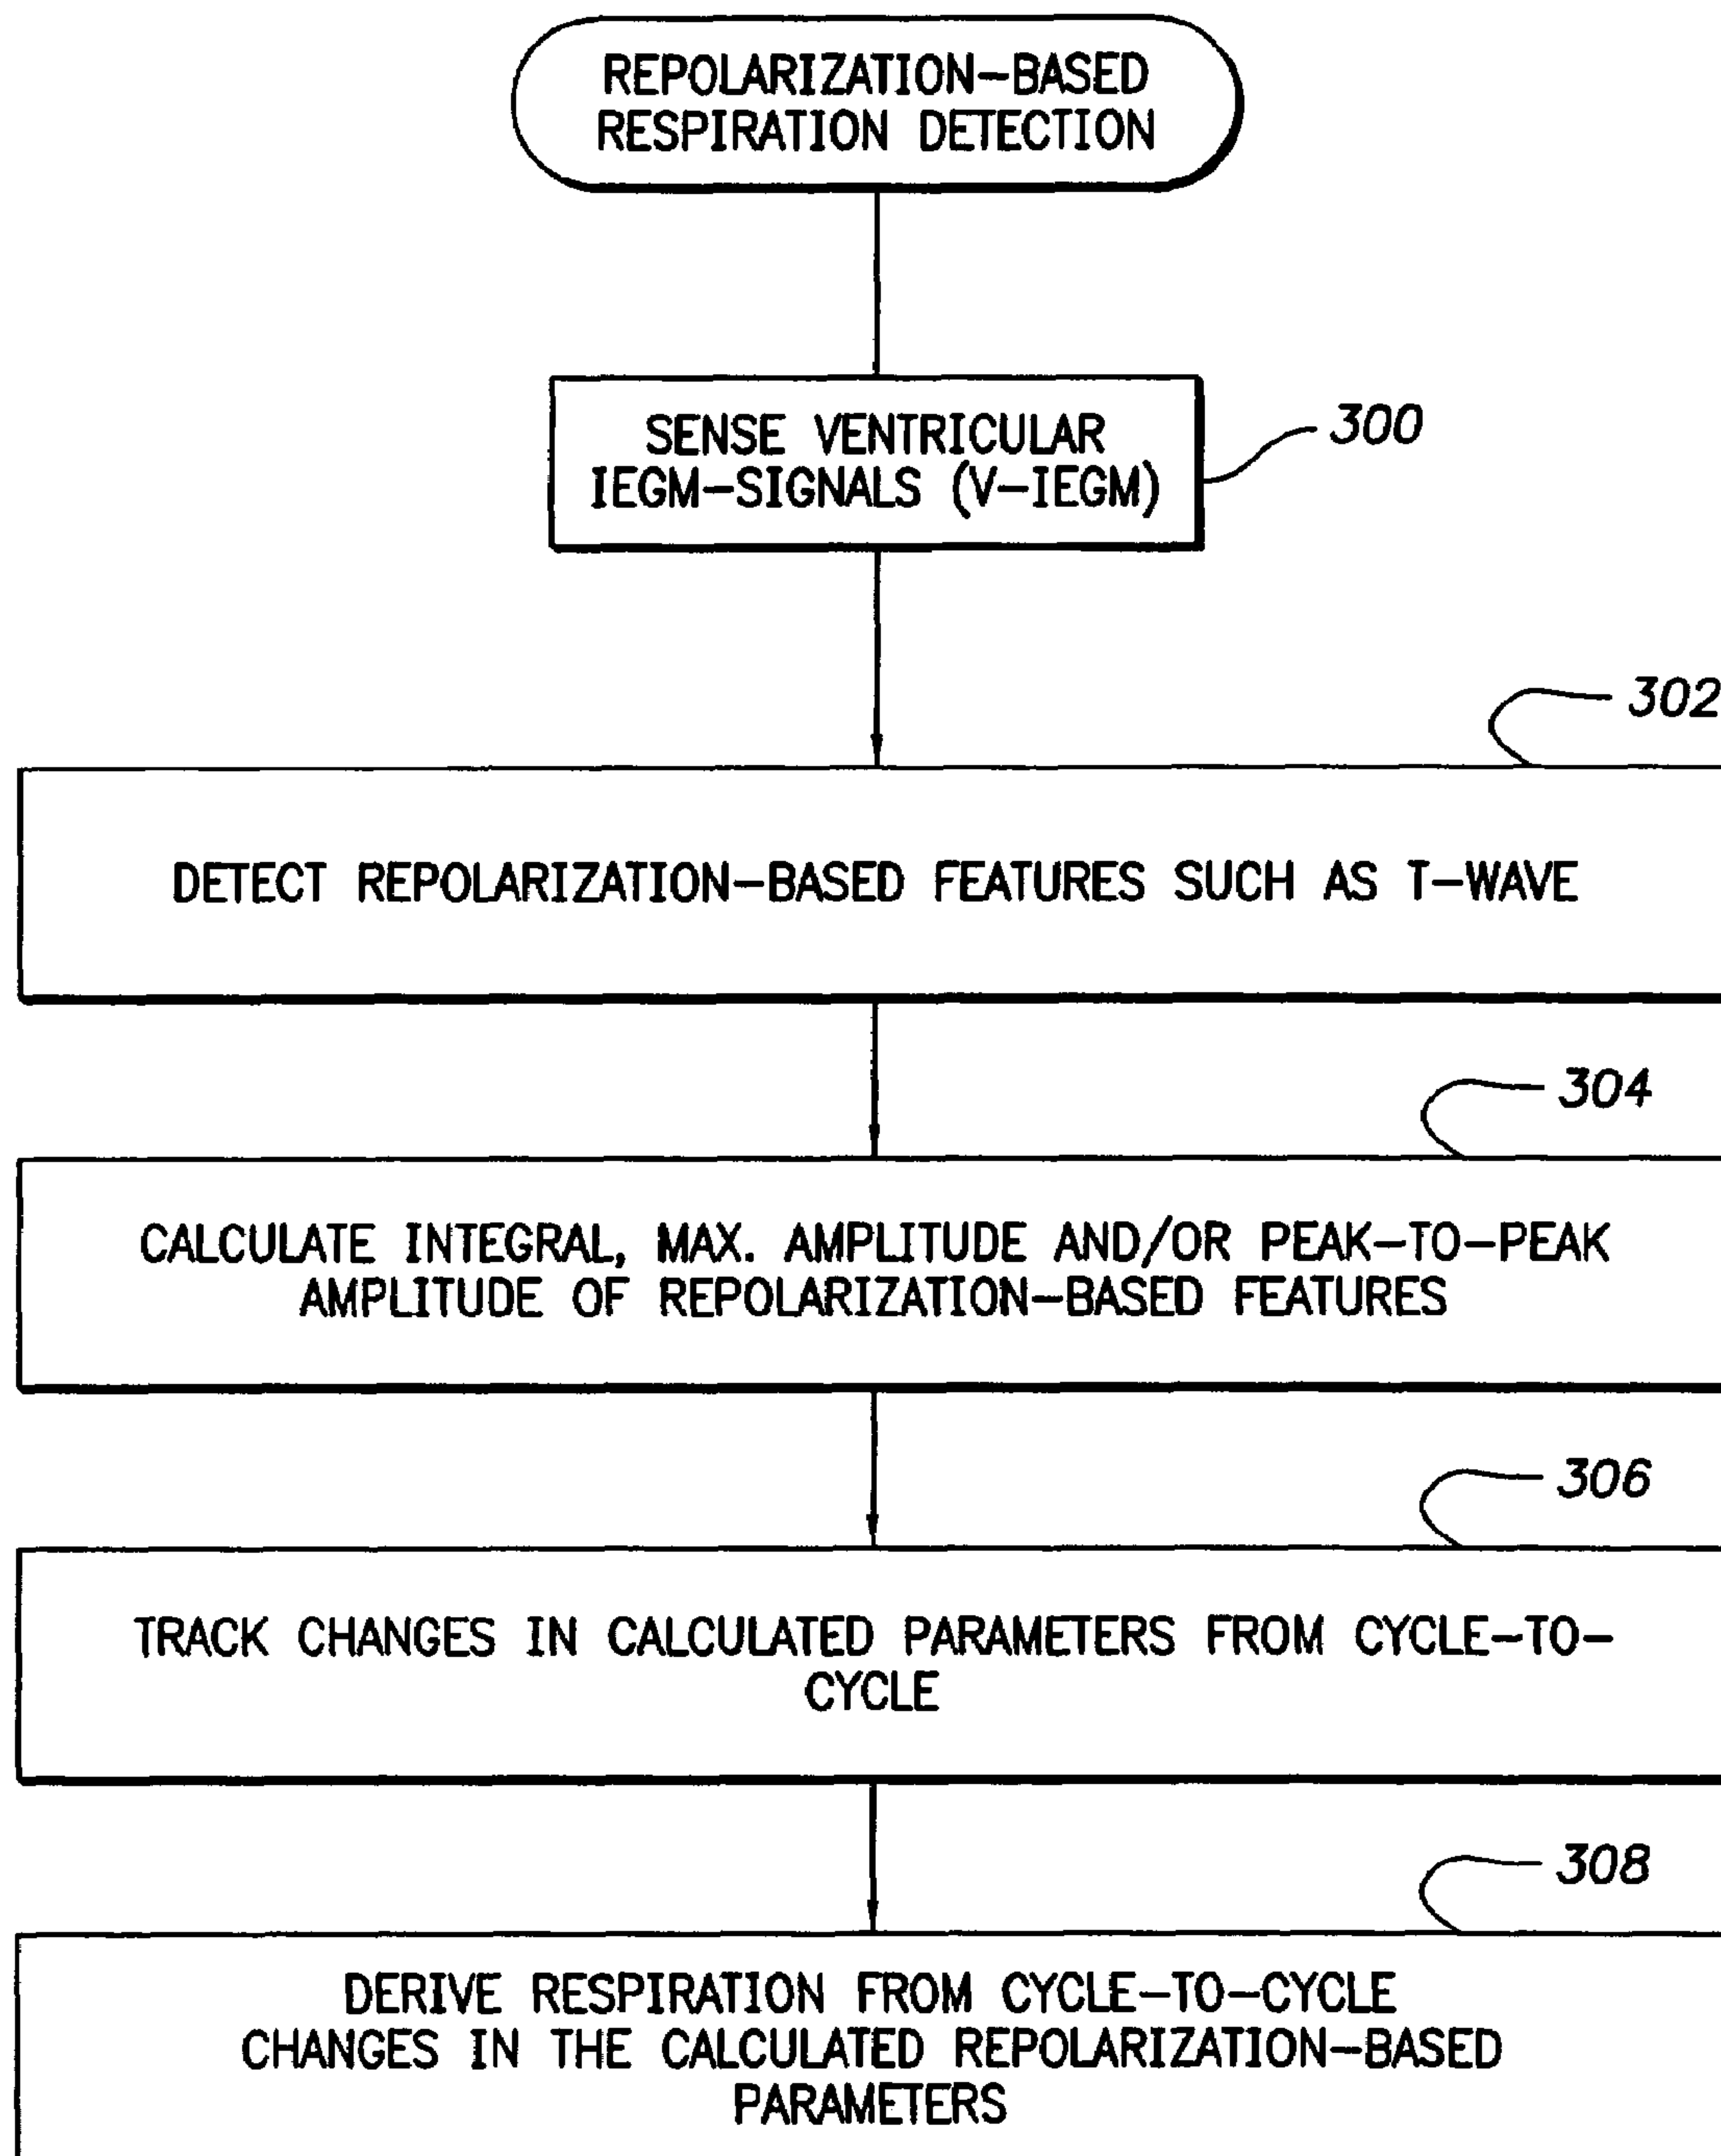 REPOLARIZATION-BASED
RESPIRATION DETECTION
SENSE VENTRICULAR
IEGM-SIGNALS (V-IEGM)
300
302
DETECT REPOLARIZATION-BASED FEATURES SUCH AS T-WAVE
304
CALCULATE INTEGRAL, MAX. AMPLITUDE AND/OR PEAK-TO-PEAK
AMPLITUDE OF REPOLARIZATION-BASED FEATURES
306
TRACK CHANGES IN CALCULATED PARAMETERS FROM CYCLE-TO-
CYCLE
308
DERIVE RESPIRATION FROM CYCLE-TO-CYCLE
CHANGES IN THE CALCULATED REPOLARIZATION-BASED
PARAMETERS